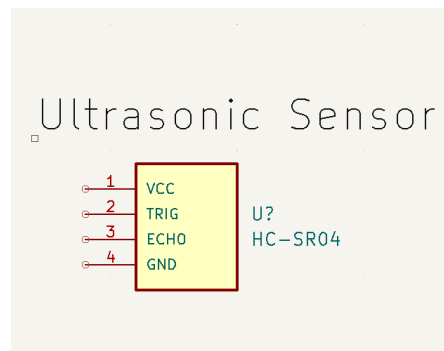 Ultrasonic Sensor
1 VCC
2 TRIG U?
3 ECHO HC-SR04
4 GND